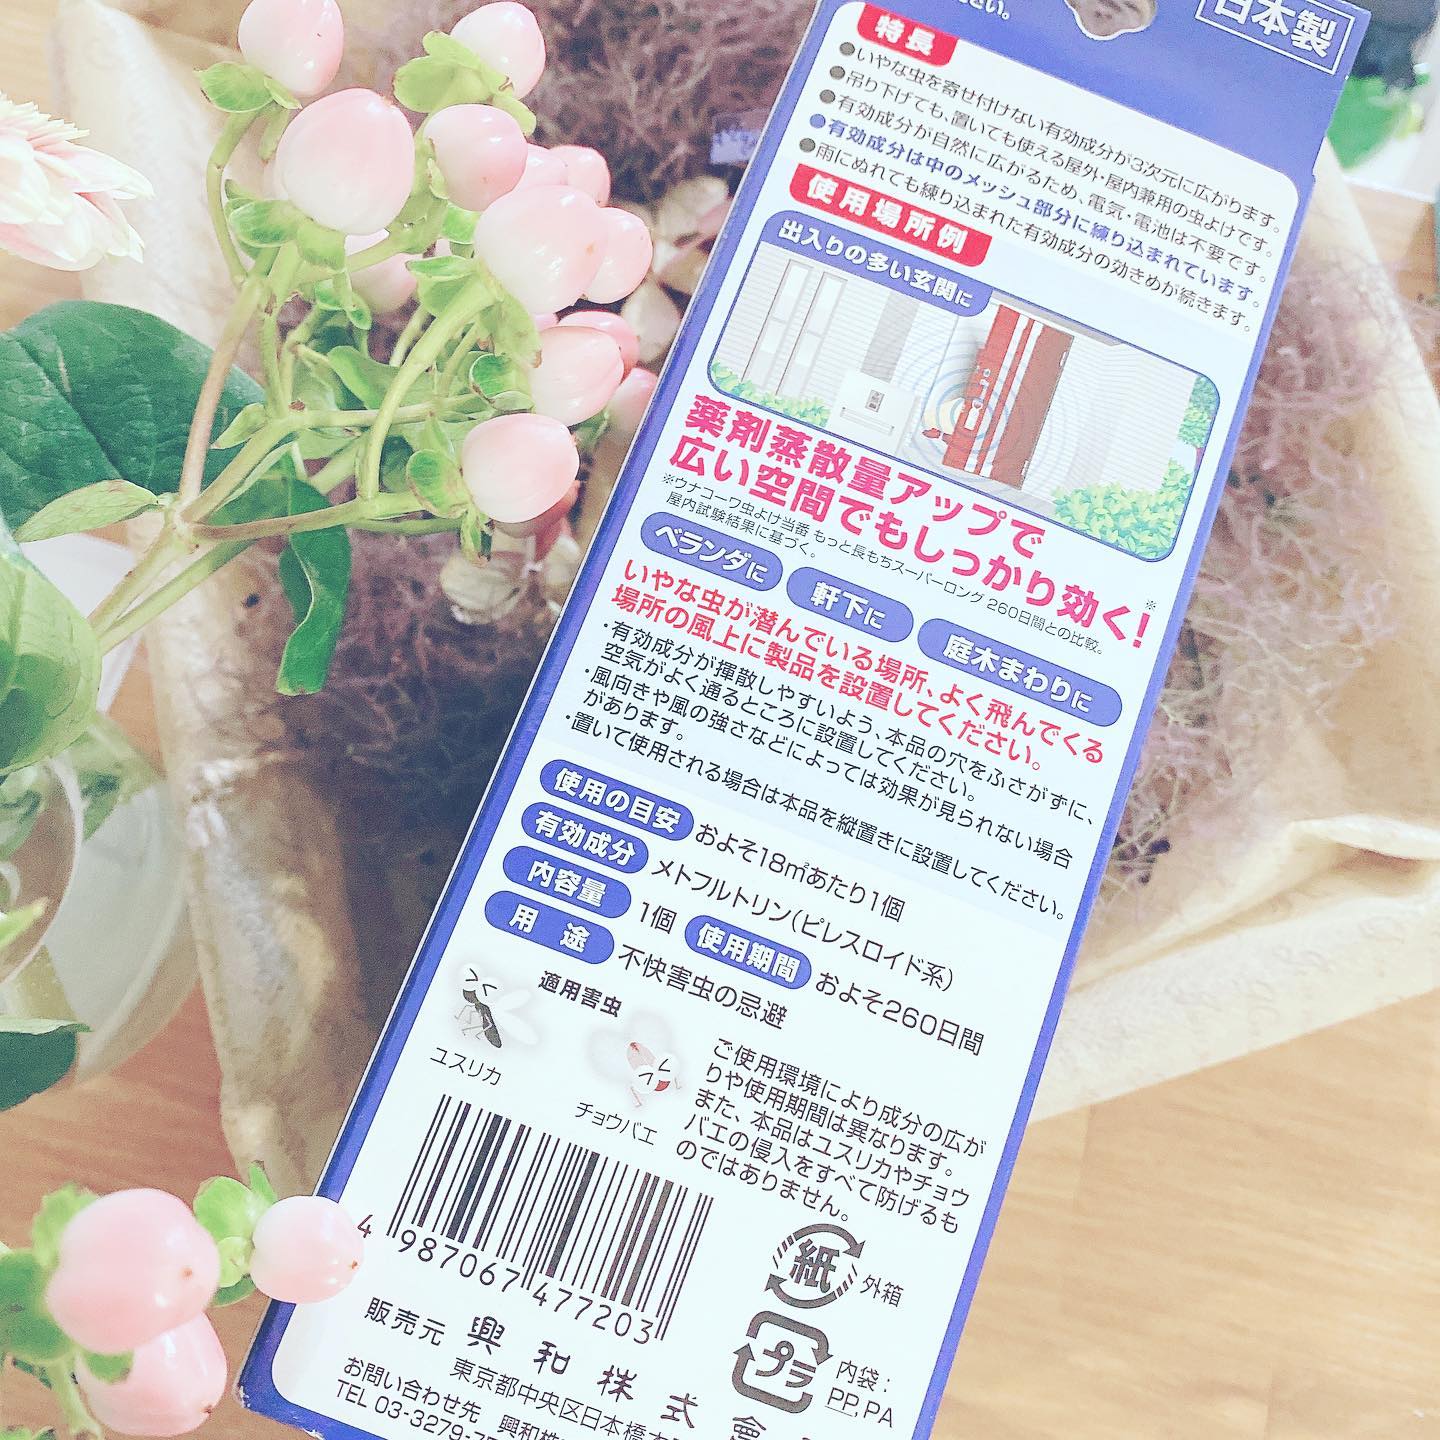 ださい。
日本製
特長
●いやな虫を寄せ付けない有効成分が3次元に広がります。
●吊り下げても、置いても使える屋外・屋内兼用の虫よけです。
●有効成分が自然に広がるため、電気・電池は不要です。
●有効成分は中のメッシュ部分に練り込まれています。
●雨にぬれても練り込まれた有効成分の効きめが続きます。
使用場所例
出入りの多い玄関に
薬剤蒸散量アップで
広い空間でもしっかり効く!※
※ウナコーワ虫よけ当番 もっと長もちスーパーロング 260日間との比較。
屋内試験結果に基づく。
ベランダに 軒下に 庭木まわりに
いやな虫が潜んでいる場所、よく飛んでくる
場所の風上に製品を設置してください。
・有効成分が揮散しやすいよう、本品の穴をふさがずに、
空気がよく通るところに設置してください。
・風向きや風の強さなどによっては効果が見られない場合
があります。
・置いて使用される場合は本品を縦置きに設置してください。
使用の目安 およそ18㎡あたり1個
有効成分 メトフルトリン(ピレスロイド系)
内容量 1個 使用期間 およそ260日間
用途 不快害虫の忌避
適用害虫
ユスリカ
チョウバエ
ご使用環境により成分の広が
りや使用期間は異なります。
また、本品はユスリカやチョウ
バエの侵入をすべて防げるも
のではありません。
4 987067 477203
紙 外箱
プラ 内袋:
PP, PA
販売元 興和株式會
東京都中央区日本橋本
お問い合わせ先 興和株
TEL 03-3279-7